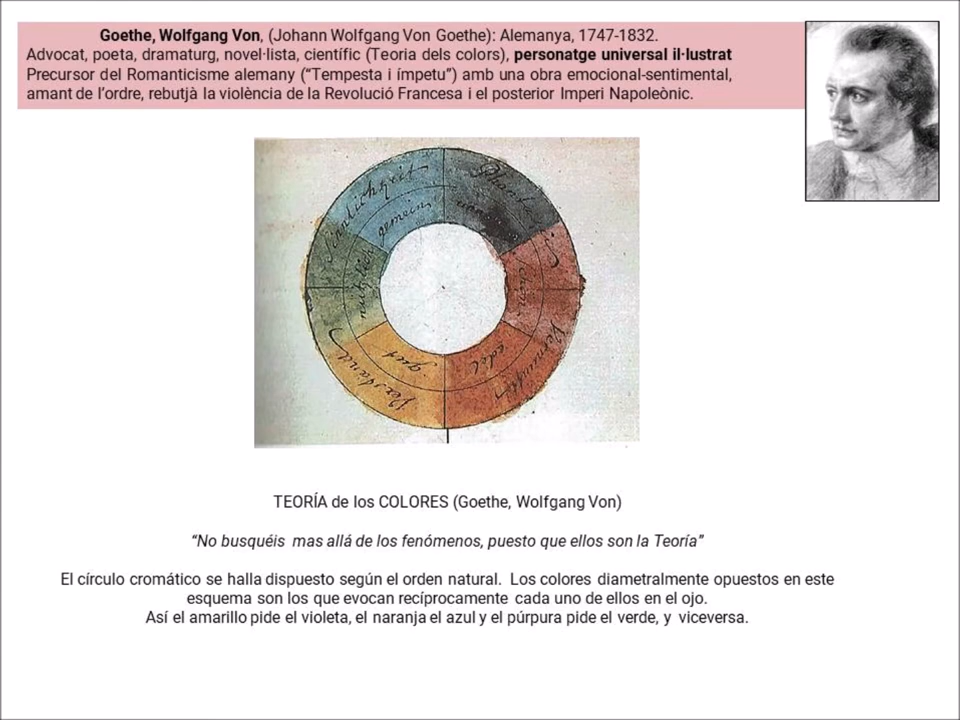 Goethe, Wolfgang Von, (Johann Wolfgang Von Goethe): Alemanya, 1747-1832.
Advocat, poeta, dramaturg, novel·lista, científic (Teoria dels colors), personatge universal il·lustrat
Precursor del Romanticisme alemany (“Tempesta i ímpetu”) amb una obra emocional-sentimental,
amant de l’ordre, rebutjà la violència de la Revolució Francesa i el posterior Imperi Napoleònic.
gemein
schön
edel
gut
Verstand
TEORÍA de los COLORES (Goethe, Wolfgang Von)
“No busquéis mas allá de los fenómenos, puesto que ellos son la Teoría”
El círculo cromático se halla dispuesto según el orden natural. Los colores diametralmente opuestos en este
esquema son los que evocan recíprocamente cada uno de ellos en el ojo.
Así el amarillo pide el violeta, el naranja el azul y el púrpura pide el verde, y viceversa.